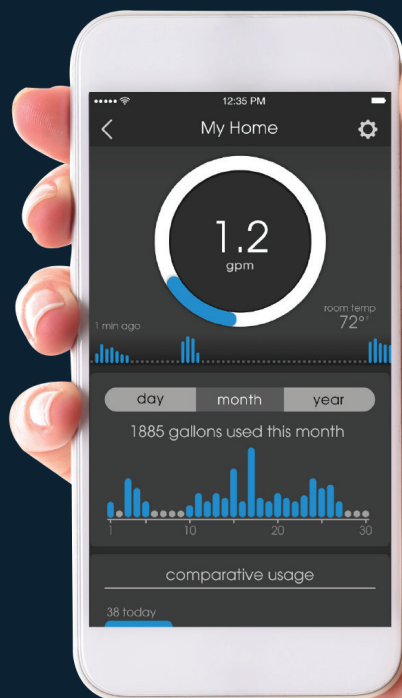 12:35 PM
My Home
1.2
gpm
1 min ago
room temp
72°F
day month year
1885 gallons used this month
1 10 20 30
comparative usage
38 today